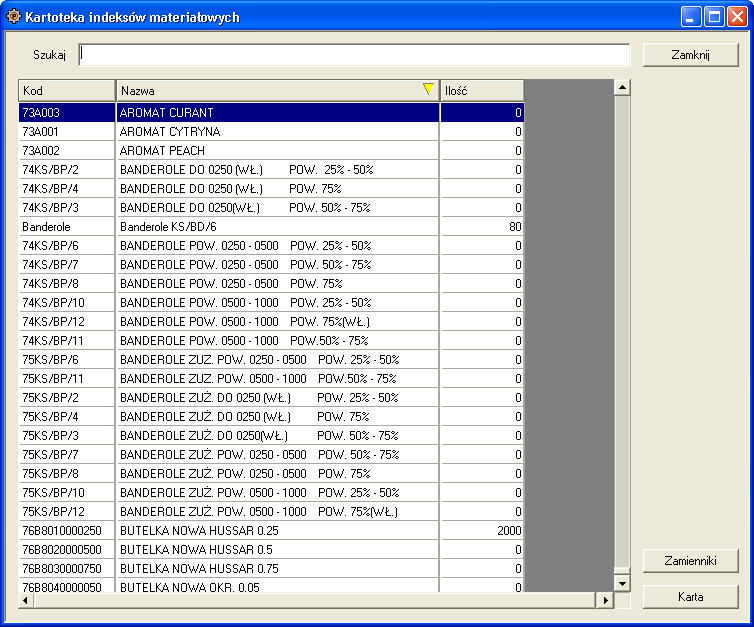 Kartoteka indeksów materiałowych
Szukaj
Zamknij
Kod Nazwa Ilość
73A003 AROMAT CURANT 0
73A001 AROMAT CYTRYNA 0
73A002 AROMAT PEACH 0
74KS/BP/2 BANDEROLE DO 0250 (WŁ.) POW. 25% - 50% 0
74KS/BP/4 BANDEROLE DO 0250 (WŁ.) POW. 75% 0
74KS/BP/3 BANDEROLE DO 0250(WŁ.) POW. 50% - 75% 0
Banderole Banderole KS/BD/6 80
74KS/BP/6 BANDEROLE POW. 0250 - 0500 POW. 25% - 50% 0
74KS/BP/7 BANDEROLE POW. 0250 - 0500 POW. 50% - 75% 0
74KS/BP/8 BANDEROLE POW. 0250 - 0500 POW. 75% 0
74KS/BP/10 BANDEROLE POW. 0500 - 1000 POW. 25% - 50% 0
74KS/BP/12 BANDEROLE POW. 0500 - 1000 POW. 75%(WŁ.) 0
74KS/BP/11 BANDEROLE POW. 0500 - 1000 POW.50% - 75% 0
75KS/BP/6 BANDEROLE ZUZ. POW. 0250 - 0500 POW. 25% - 50% 0
75KS/BP/11 BANDEROLE ZUZ. POW. 0500 - 1000 POW.50% - 75% 0
75KS/BP/2 BANDEROLE ZUŻ. DO 0250 (WŁ.) POW. 25% - 50% 0
75KS/BP/4 BANDEROLE ZUŻ. DO 0250 (WŁ.) POW. 75% 0
75KS/BP/3 BANDEROLE ZUŻ. DO 0250(WŁ.) POW. 50% - 75% 0
75KS/BP/7 BANDEROLE ZUŻ. POW. 0250 - 0500 POW. 50% - 75% 0
75KS/BP/8 BANDEROLE ZUŻ. POW. 0250 - 0500 POW. 75% 0
75KS/BP/10 BANDEROLE ZUŻ. POW. 0500 - 1000 POW. 25% - 50% 0
75KS/BP/12 BANDEROLE ZUŻ. POW. 0500 - 1000 POW. 75%(WŁ.) 0
76B8010000250 BUTELKA NOWA HUSSAR 0.25 2000
76B8020000500 BUTELKA NOWA HUSSAR 0.5 0
76B8030000750 BUTELKA NOWA HUSSAR 0.75 0
76B8040000050 BUTELKA NOWA OKR. 0.05 0
Zamienniki
Karta